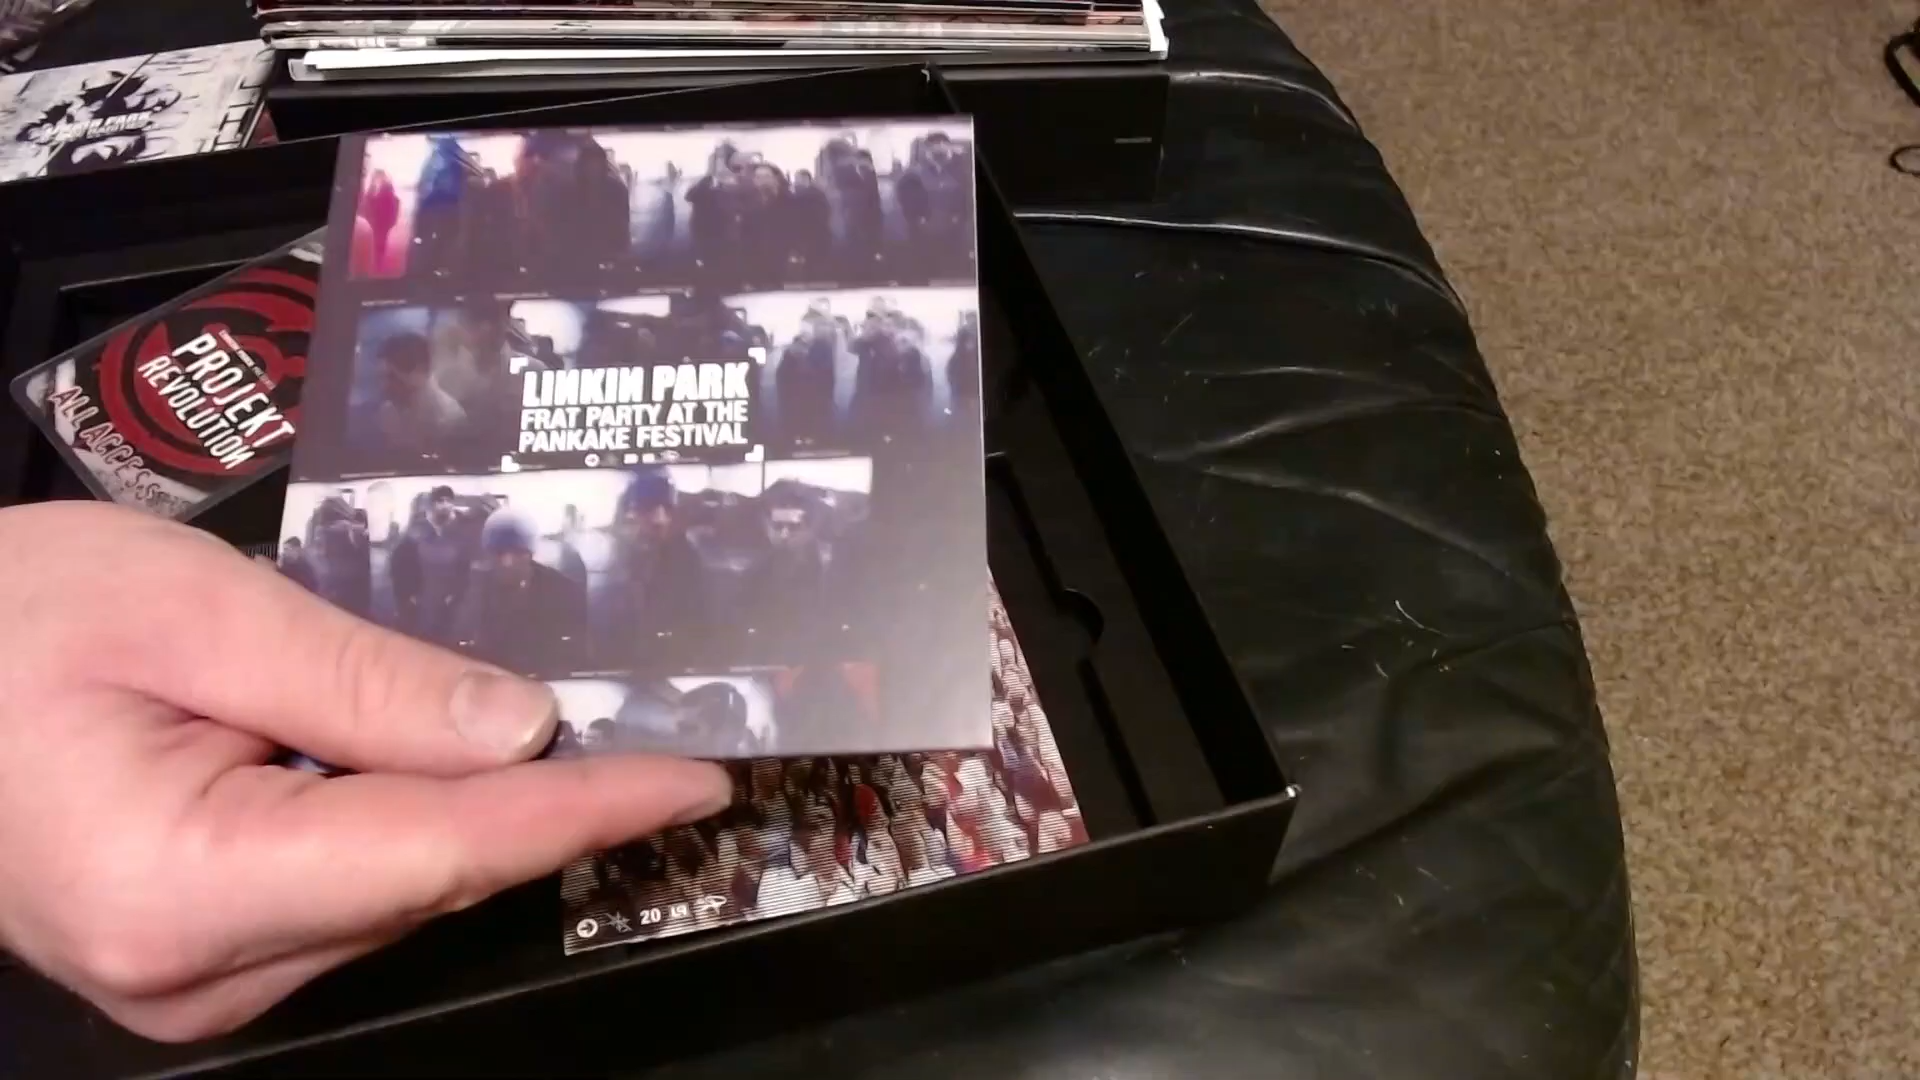 LINKIN PARK
FRAT PARTY AT THE
PANKAKE FESTIVAL
PROJEKT
REVOLUTION
ALL ACCESS
20